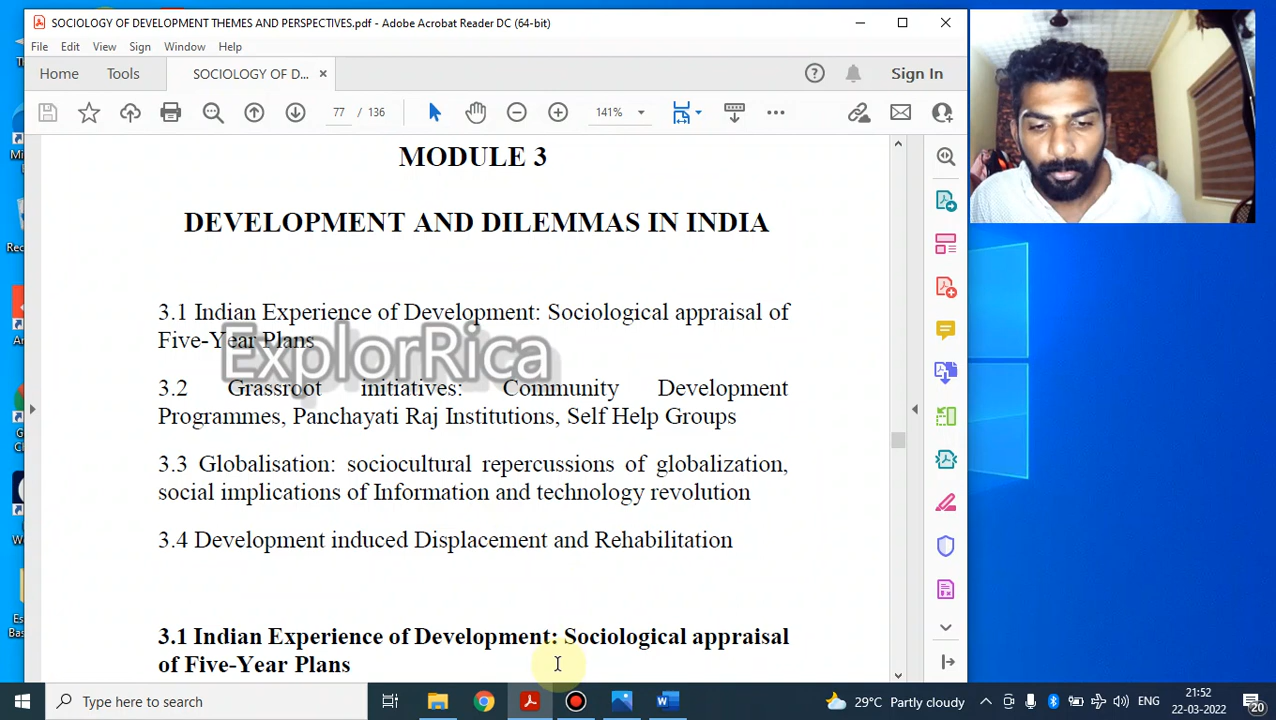 SOCIOLOGY OF DEVELOPMENT THEMES AND PERSPECTIVES.pdf - Adobe Acrobat Reader DC (64-bit)
File Edit View Sign Window Help
Home Tools SOCIOLOGY OF D... Sign In
77 / 136 141%
MODULE 3
DEVELOPMENT AND DILEMMAS IN INDIA
3.1 Indian Experience of Development: Sociological appraisal of
Five-Year Plans
ExplorRica
3.2 Grassroot initiatives: Community Development
Programmes, Panchayati Raj Institutions, Self Help Groups
3.3 Globalisation: sociocultural repercussions of globalization,
social implications of Information and technology revolution
3.4 Development induced Displacement and Rehabilitation
3.1 Indian Experience of Development: Sociological appraisal
of Five-Year Plans
Type here to search
29°C Partly cloudy
ENG
21:52
22-03-2022
20